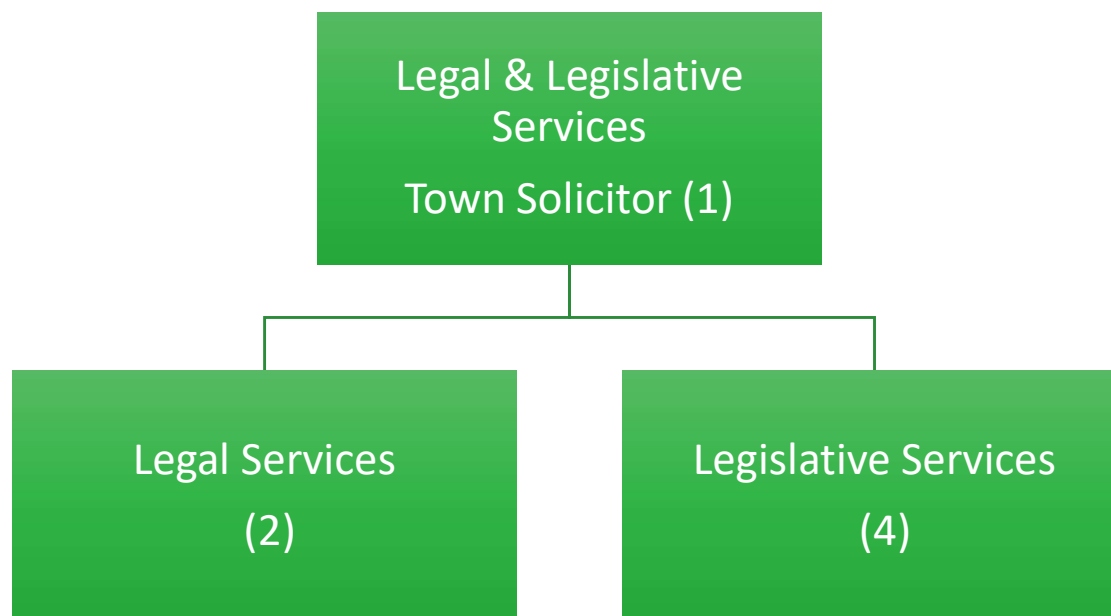 Legal & Legislative
Services
Town Solicitor (1)
Legal Services
(2)
Legislative Services
(4)